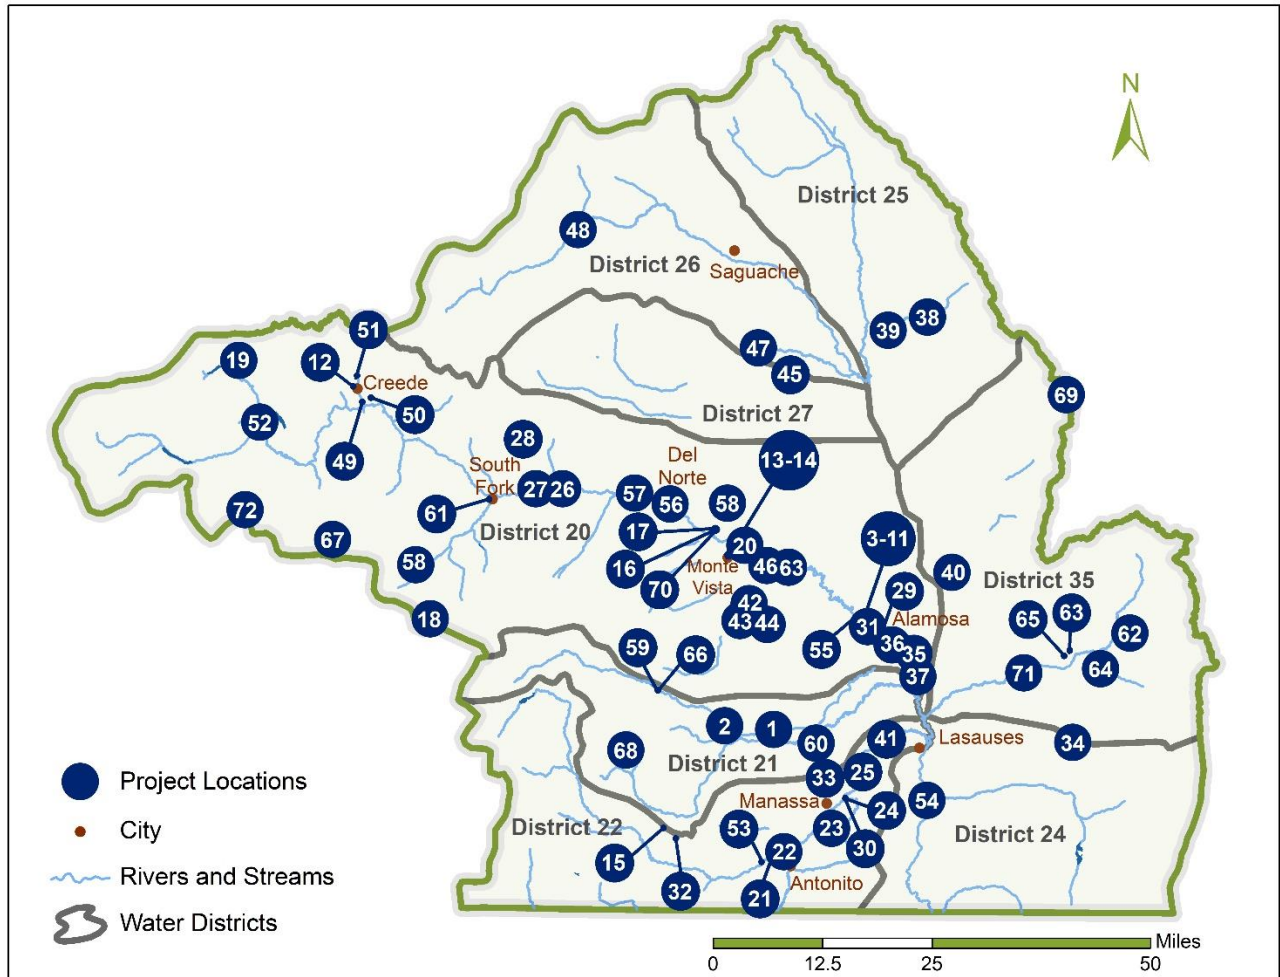 N
District 25
48
District 26
Saguache
51
39
38
19
12
47
Creede
45
69
50
52
District 27
28
13-14
49
Del
Norte
South
Fork
27
26
57
56
58
72
61
District 20
17
3-11
67
20
58
16
Monte
Vista
46
63
40
District 35
70
29
42
65
63
18
43
44
31
Alamosa
62
59
66
55
36
35
64
71
37
2
1
60
41
Lasauses
34
68
District 21
33
25
Project Locations
Manassa
54
24
City
District 22
53
23
District 24
22
30
15
Rivers and Streams
Antonito
32
21
Water Districts
Miles
0
12.5
25
50